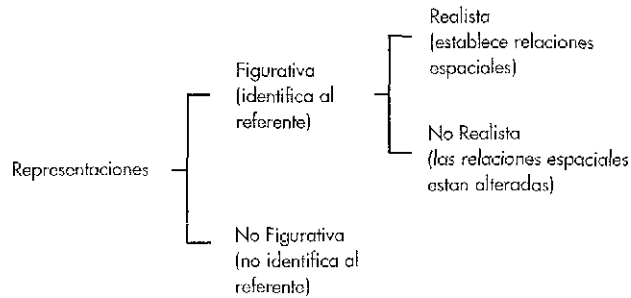 Realista
(establece relaciones
espaciales)
Figurativa
(identifica al
referente)
No Realista
(las relaciones espaciales
estan alteradas)
Representaciones
No Figurativa
(no identifica al
referente)